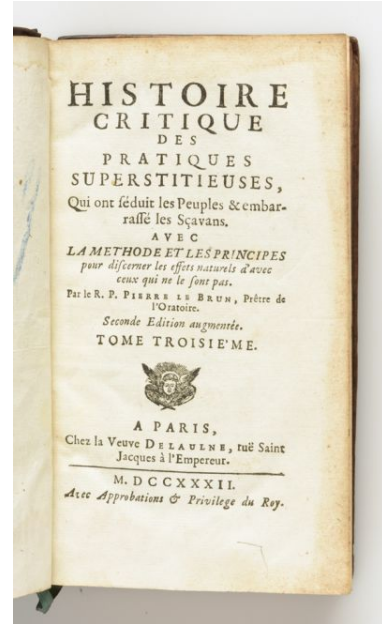 HISTOIRE
CRITIQUE
DES
PRATIQUES
SUPERSTITIEUSES,
Qui ont séduit les Peuples & embar-
rassé les Sçavans.
AVEC
LA METHODE ET LES PRINCIPES
pour discerner les effets naturels d'avec
ceux qui ne le sont pas.
Par le R. P. PIERRE LE BRUN, Prêtre de
l'Oratoire.
Seconde Edition augmentée.
TOME TROISIE'ME.
A PARIS,
Chez la Veuve DELAULNE, ruë Saint
Jacques à l'Empereur.
M. DCCXXXII.
Avec Approbations & Privilege du Roy.